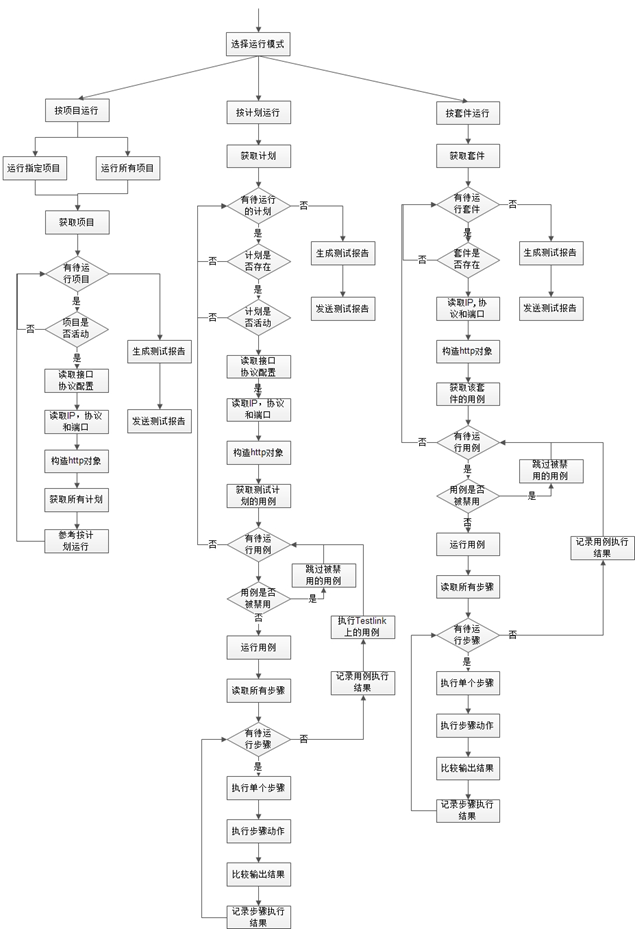 选择运行模式
按项目运行
运行指定项目
运行所有项目
获取项目
有待运
行项目
是
项目是
否活动
否
是
读取接口
协议配置
读取IP，协议
和端口
构造http对象
获取所有计划
参考按计
划运行
生成测试报告
发送测试报告
按计划运行
获取计划
有待运行
的计划
否
是
计划是
否存在
否
是
计划是
否活动
否
是
读取接口
协议配置
是
读取IP，协议
和端口
构造http对象
获取测试计
划的用例
有待运
行用例
否
是
用例是否
被禁用
是
跳过被禁
用的用例
否
运行用例
读取所有步骤
有待运
行步骤
否
是
执行单个步骤
执行步骤动作
比较输出结果
记录步骤执行
结果
记录用例执行
结果
执行Testlink
上的用例
生成测试报告
发送测试报告
按套件运行
获取套件
有待运
行套件
否
是
套件是
否存在
否
是
读取IP, 协
议和端口
构造http对象
获取该套
件的用例
有待运
行用例
否
是
用例是否
被禁用
是
跳过被禁
用的用例
否
运行用例
读取所有步骤
有待运
行步骤
否
是
执行单个步骤
执行步骤动作
比较输出结果
记录步骤执行
结果
记录用例执行
结果
生成测试报告
发送测试报告